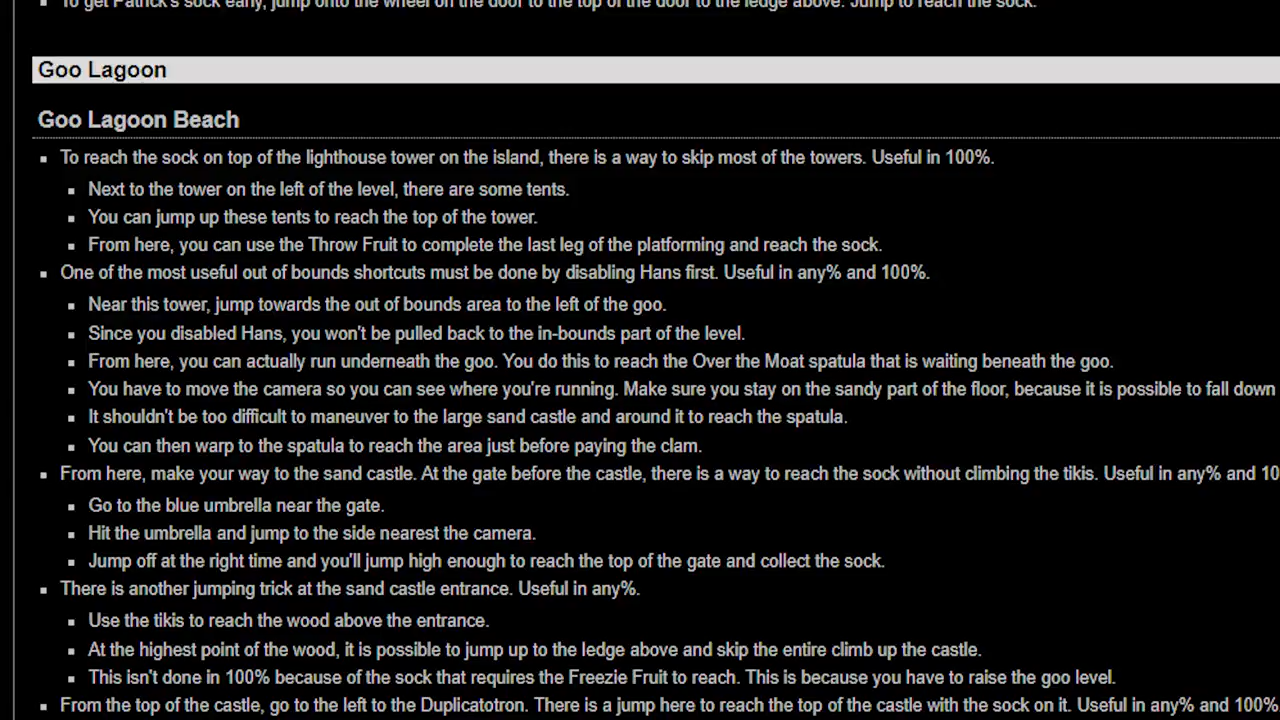 To get Patrick's sock early, jump onto the wheel on the door to the top of the door to the ledge above. Jump to reach the sock.
Goo Lagoon
Goo Lagoon Beach
To reach the sock on top of the lighthouse tower on the island, there is a way to skip most of the towers. Useful in 100%.
Next to the tower on the left of the level, there are some tents.
You can jump up these tents to reach the top of the tower.
From here, you can use the Throw Fruit to complete the last leg of the platforming and reach the sock.
One of the most useful out of bounds shortcuts must be done by disabling Hans first. Useful in any% and 100%.
Near this tower, jump towards the out of bounds area to the left of the goo.
Since you disabled Hans, you won't be pulled back to the in-bounds part of the level.
From here, you can actually run underneath the goo. You do this to reach the Over the Moat spatula that is waiting beneath the goo.
You have to move the camera so you can see where you're running. Make sure you stay on the sandy part of the floor, because it is possible to fall down
It shouldn't be too difficult to maneuver to the large sand castle and around it to reach the spatula.
You can then warp to the spatula to reach the area just before paying the clam.
From here, make your way to the sand castle. At the gate before the castle, there is a way to reach the sock without climbing the tikis. Useful in any% and 10
Go to the blue umbrella near the gate.
Hit the umbrella and jump to the side nearest the camera.
Jump off at the right time and you'll jump high enough to reach the top of the gate and collect the sock.
There is another jumping trick at the sand castle entrance. Useful in any%.
Use the tikis to reach the wood above the entrance.
At the highest point of the wood, it is possible to jump up to the ledge above and skip the entire climb up the castle.
This isn't done in 100% because of the sock that requires the Freezie Fruit to reach. This is because you have to raise the goo level.
From the top of the castle, go to the left to the Duplicatotron. There is a jump here to reach the top of the castle with the sock on it. Useful in any% and 100%